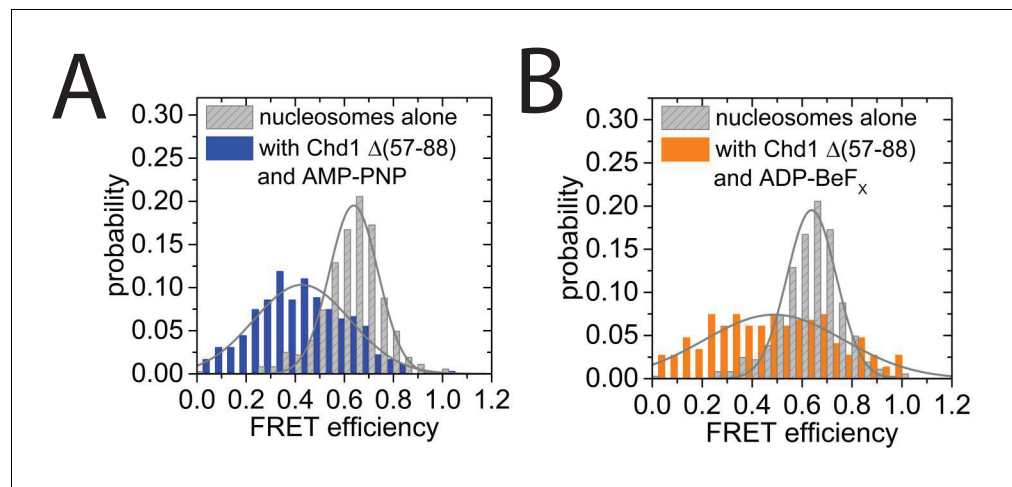 A
0.30
0.25
0.20
0.15
0.10
0.05
0.00
probability
nucleosomes alone
with Chd1 Δ(57-88)
and AMP-PNP
0.0 0.2 0.4 0.6 0.8 1.0 1.2
FRET efficiency
B
0.30
0.25
0.20
0.15
0.10
0.05
0.00
probability
nucleosomes alone
with Chd1 Δ(57-88)
and ADP-BeFx
0.0 0.2 0.4 0.6 0.8 1.0 1.2
FRET efficiency